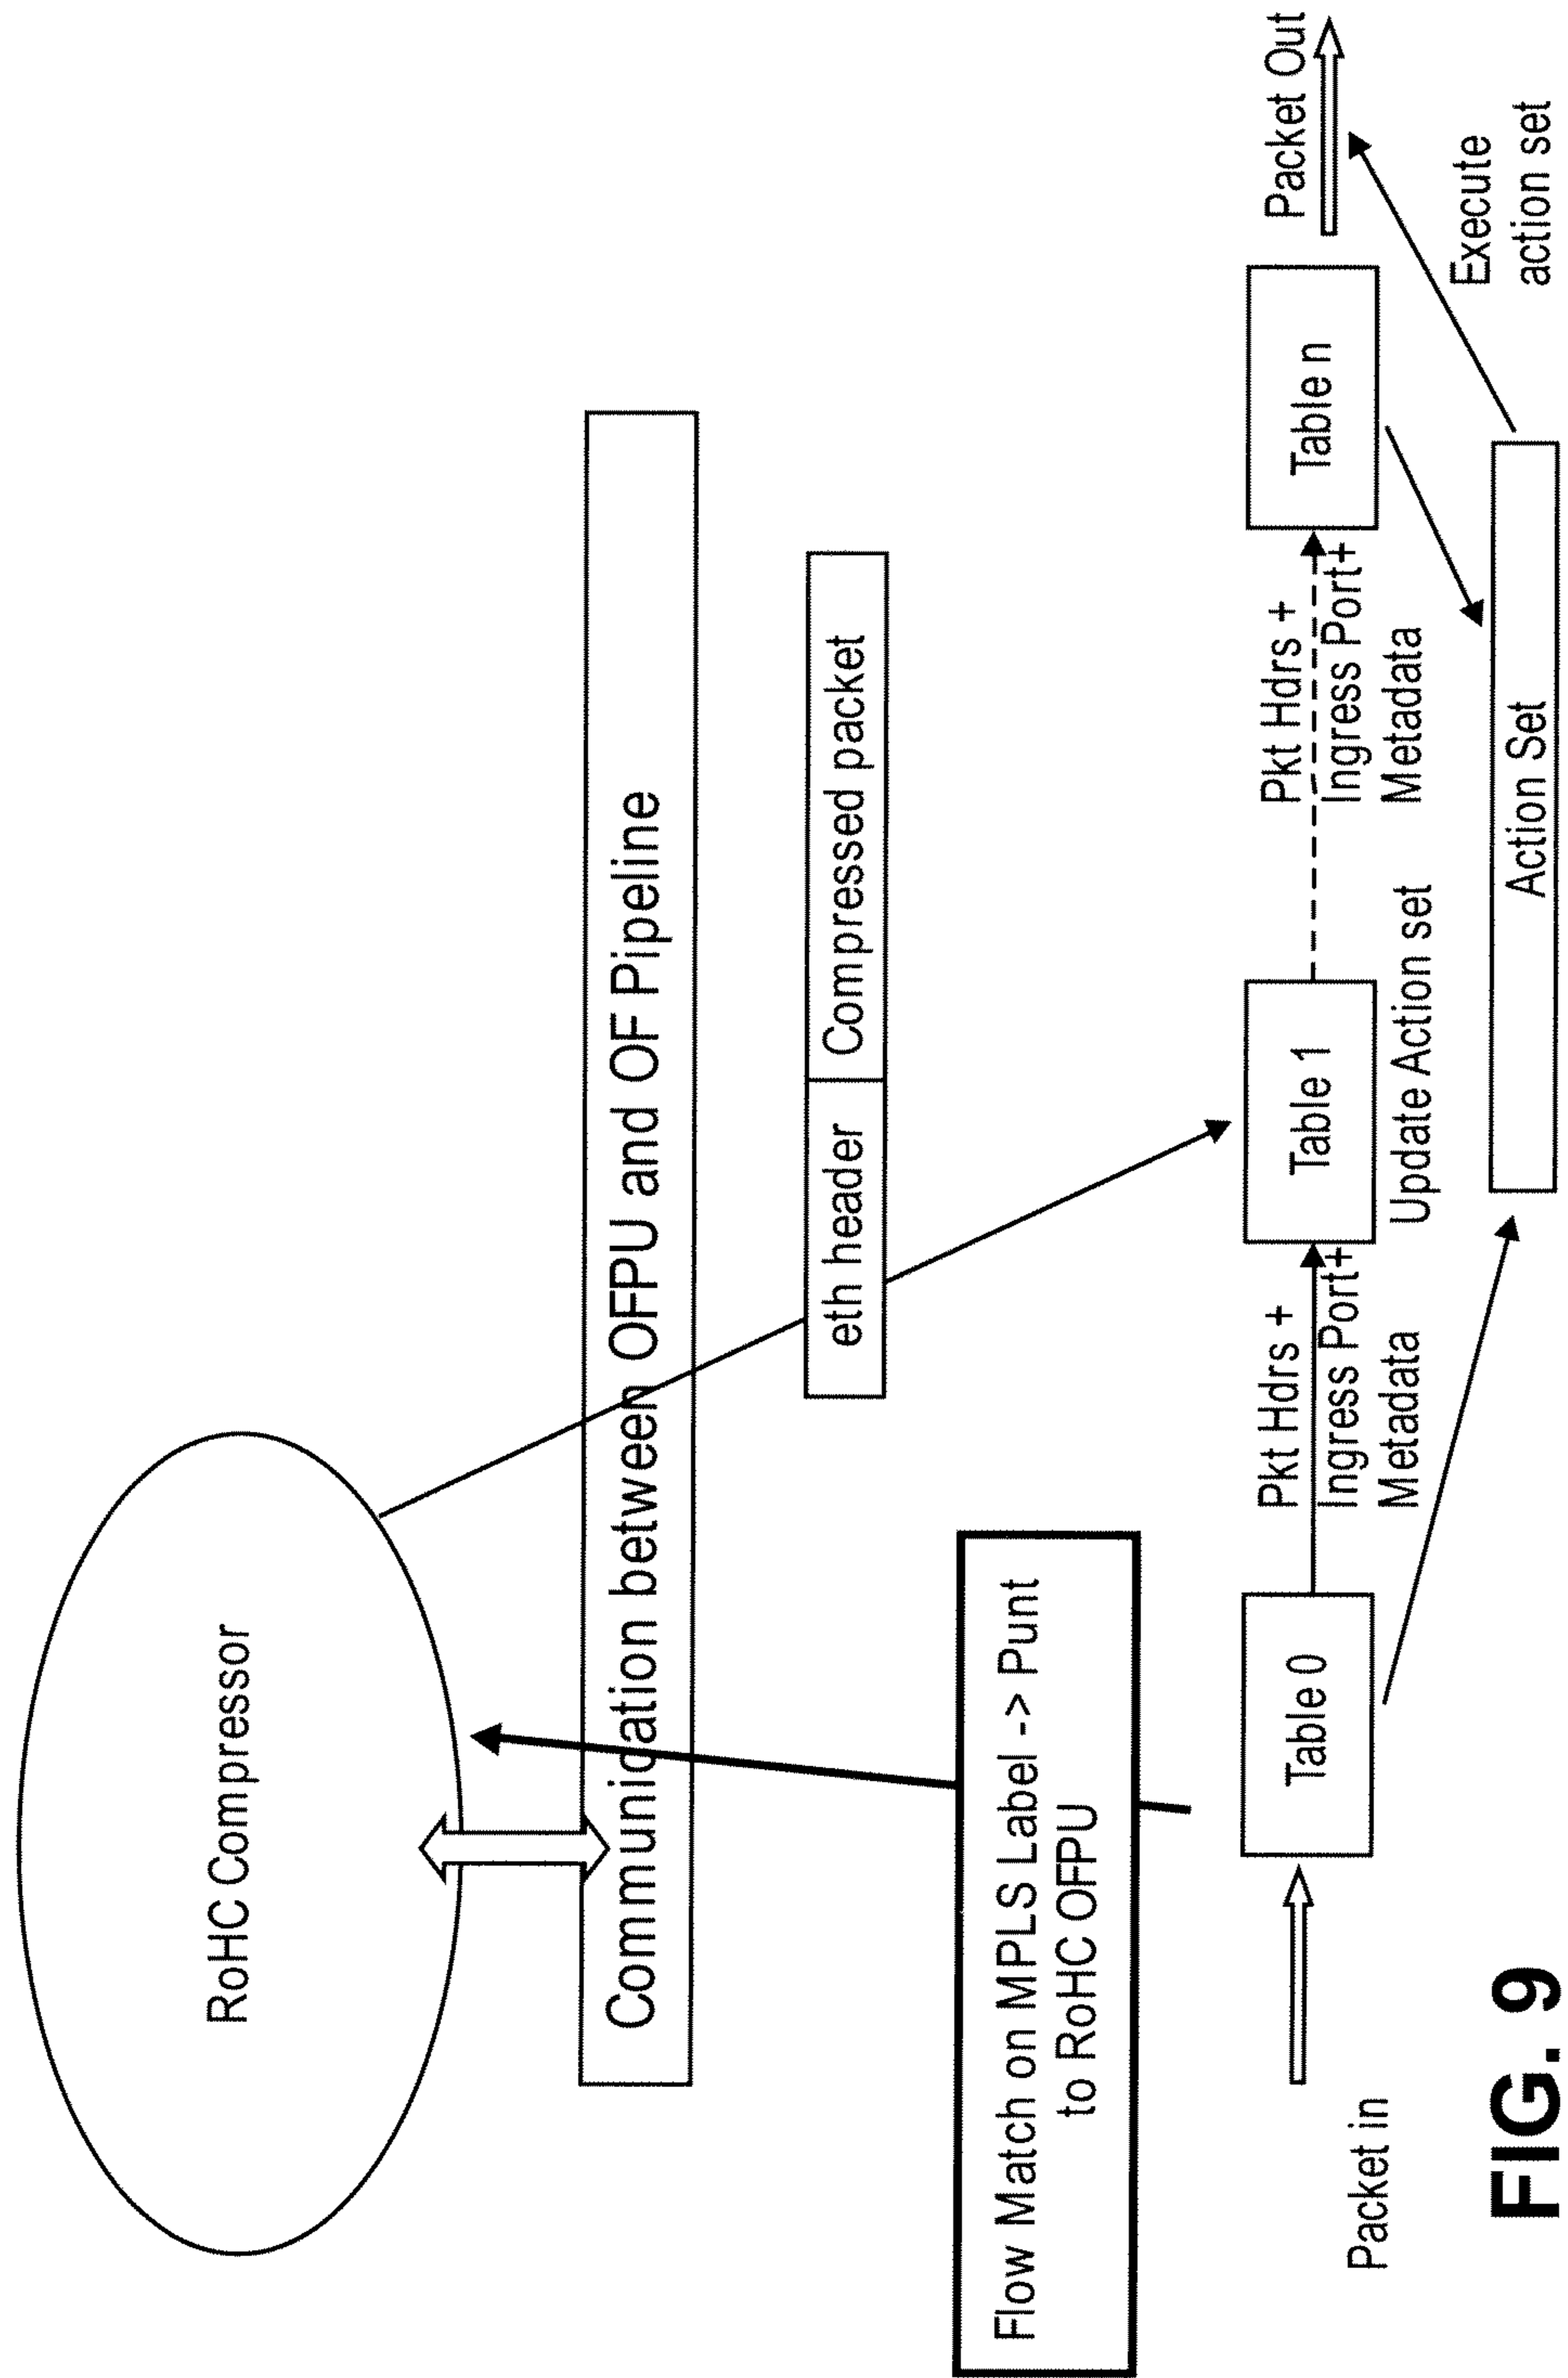 RoHC Compressor
Communication between OFPU and OF Pipeline
eth header
Compressed packet
Flow Match on MPLS Label -> Punt
to RoHC OFPU
Packet in
Table 0
Pkt Hdrs +
Ingress Port+
Metadata
Table 1
Update Action set
Pkt Hdrs +
Ingress Port+
Metadata
Table n
Packet Out
Execute
action set
Action Set
FIG. 9